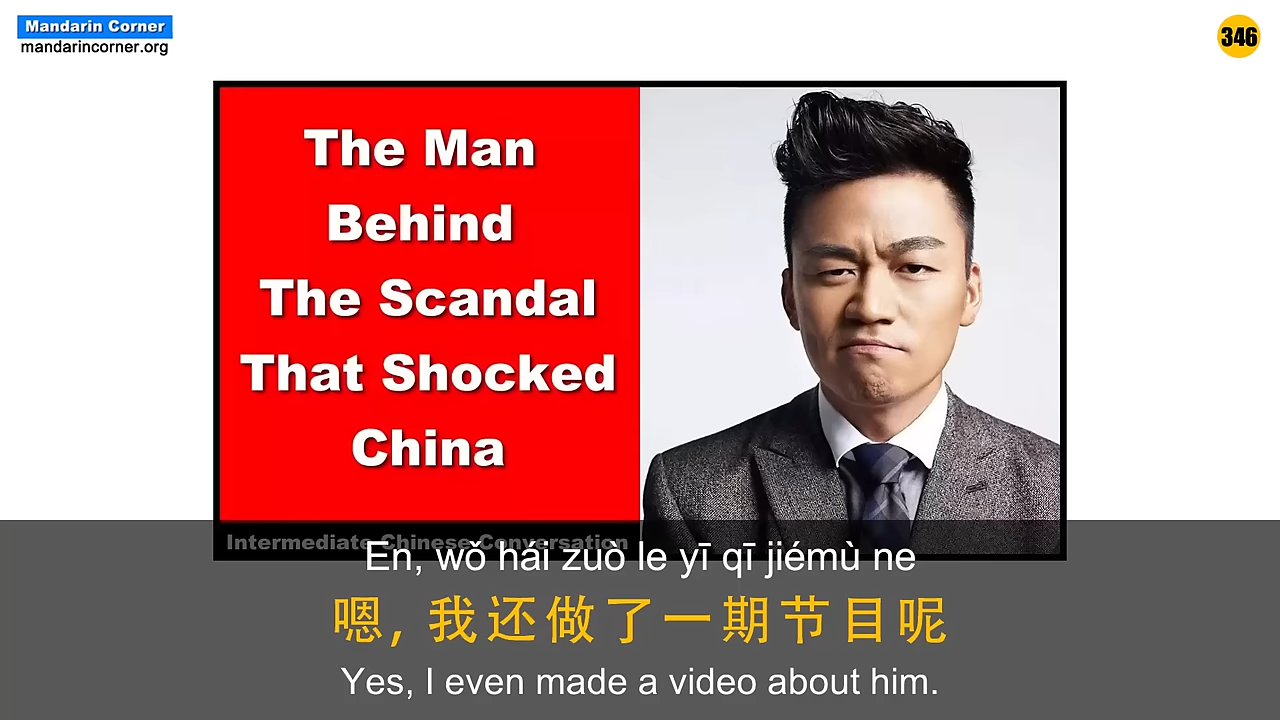 Mandarin Corner
mandarincorner.org
346
The Man
Behind
The Scandal
That Shocked
China
Intermediate Chinese Conversation
En, wǒ hái zuò le yī qī jiémù ne
嗯, 我还做了一期节目呢
Yes, I even made a video about him.